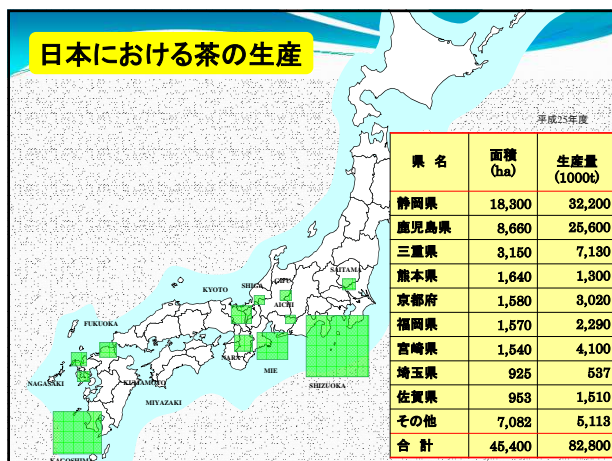 日本における茶の生産
平成25年度
県 名 面積 (ha) 生産量 (1000t)
静岡県 18,300 32,200
鹿児島県 8,660 25,600
三重県 3,150 7,130
熊本県 1,640 1,300
京都府 1,580 3,020
福岡県 1,570 2,290
宮崎県 1,540 4,100
埼玉県 925 537
佐賀県 953 1,510
その他 7,082 5,113
合 計 45,400 82,800
SAITAMA
GIFU
SHIGA
KYOTO
AICHI
FUKUOKA
NARA
MIE
SHIZUOKA
NAGASAKI
KUMAMOTO
MIYAZAKI
KAGOSHIMA